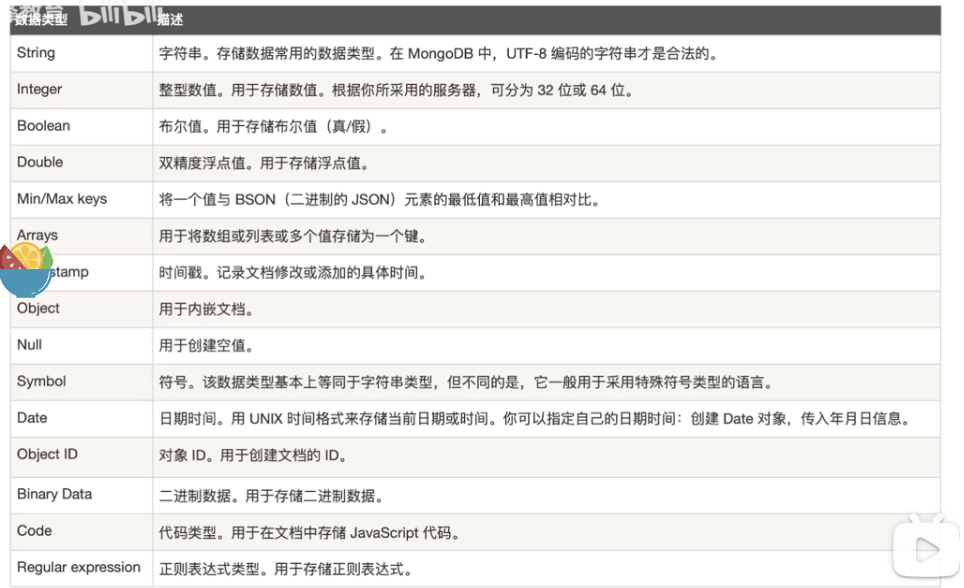 数据类型 描述
bilibili
String 字符串。存储数据常用的数据类型。在 MongoDB 中，UTF-8 编码的字符串才是合法的。
Integer 整型数值。用于存储数值。根据你所采用的服务器，可分为 32 位或 64 位。
Boolean 布尔值。用于存储布尔值（真/假）。
Double 双精度浮点值。用于存储浮点值。
Min/Max keys 将一个值与 BSON（二进制的 JSON）元素的最低值和最高值相对比。
Arrays 用于将数组或列表或多个值存储为一个键。
stamp 时间戳。记录文档修改或添加的具体时间。
Object 用于内嵌文档。
Null 用于创建空值。
Symbol 符号。该数据类型基本上等同于字符串类型，但不同的是，它一般用于采用特殊符号类型的语言。
Date 日期时间。用 UNIX 时间格式来存储当前日期或时间。你可以指定自己的日期时间：创建 Date 对象，传入年月日信息。
Object ID 对象 ID。用于创建文档的 ID。
Binary Data 二进制数据。用于存储二进制数据。
Code 代码类型。用于在文档中存储 JavaScript 代码。
Regular expression 正则表达式类型。用于存储正则表达式。